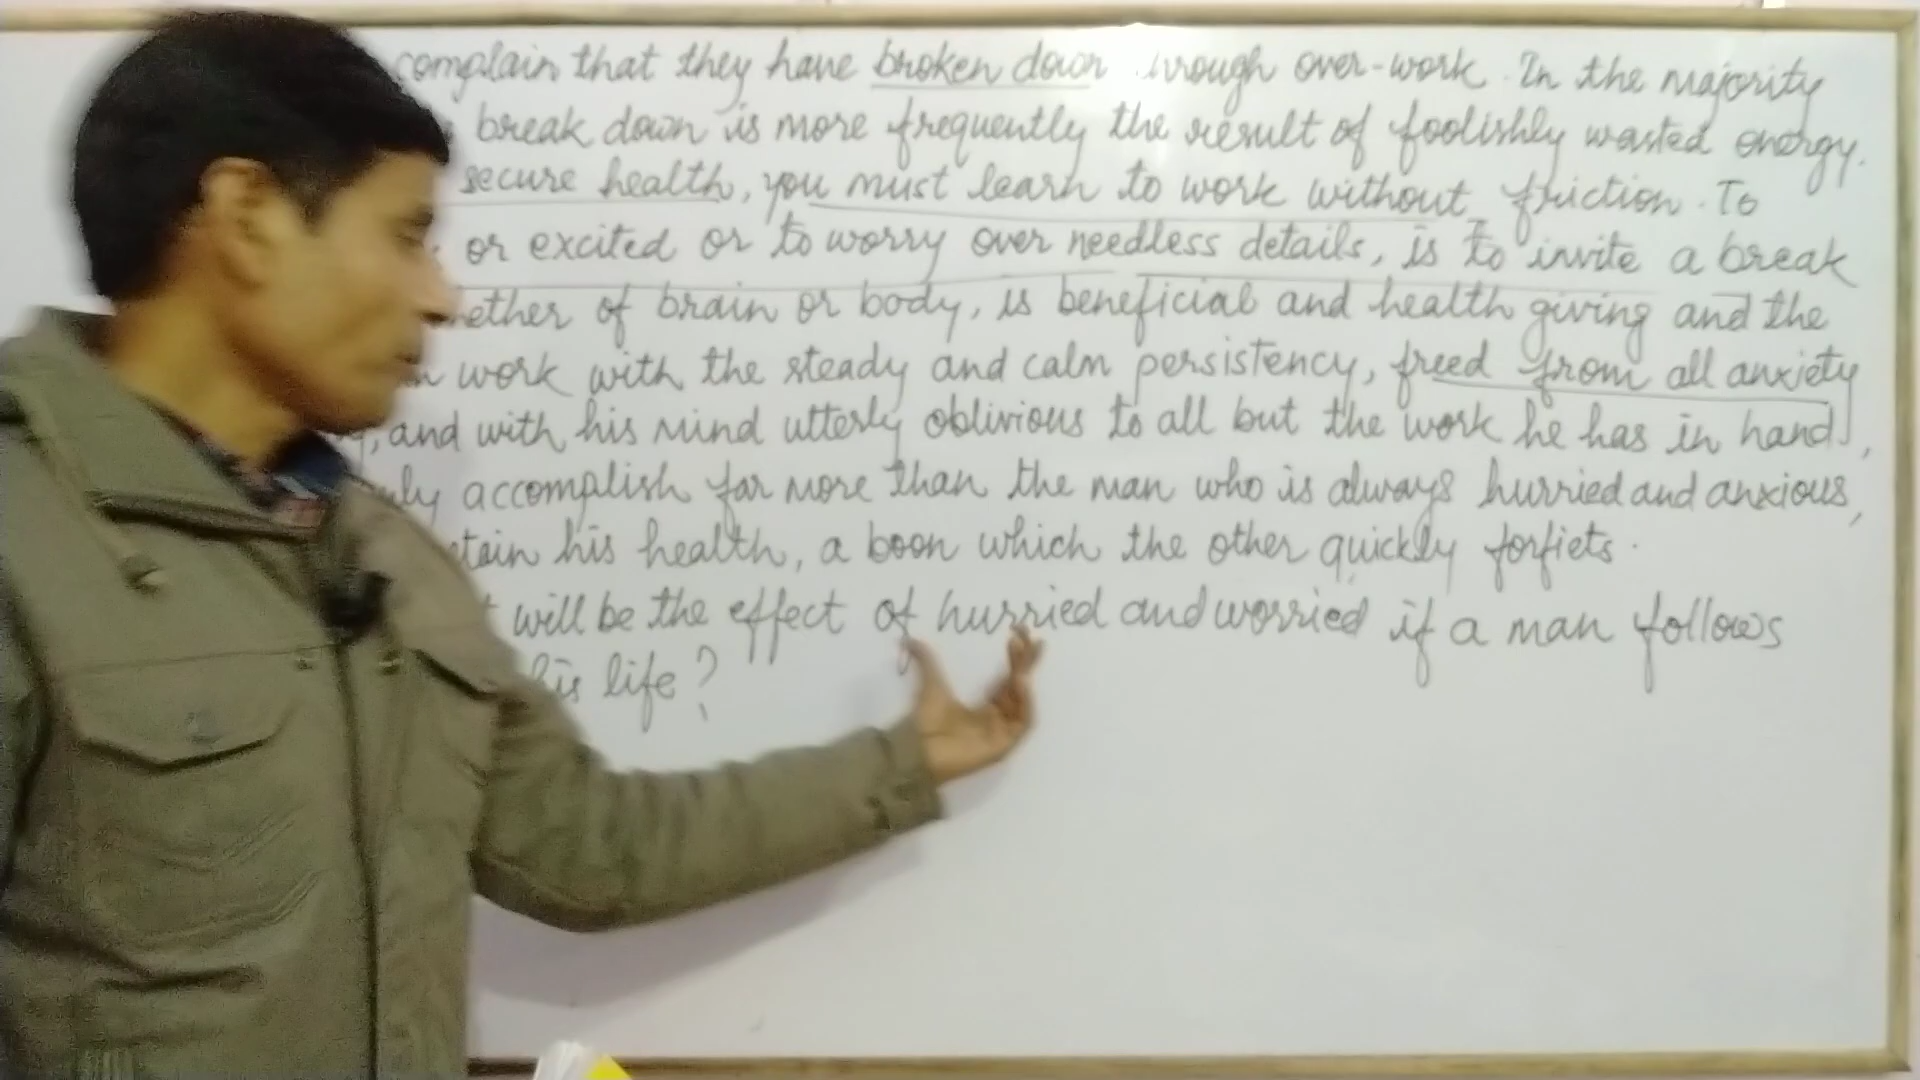 complain that they have broken down through over-work. In the majority
break down is more frequently the result of foolishly wasted energy.
secure health, you must learn to work without friction. To
or excited or to worry over needless details, is to invite a break
of brain or body, is beneficial and health giving and the
work with the steady and calm persistency, freed from all anxiety
, and with his mind utterly oblivious to all but the work he has in hand,
accomplish far more than the man who is always hurried and anxious,
his health, a boon which the other quickly forfiets.
will be the effect of hurried and worried if a man follows
his life?